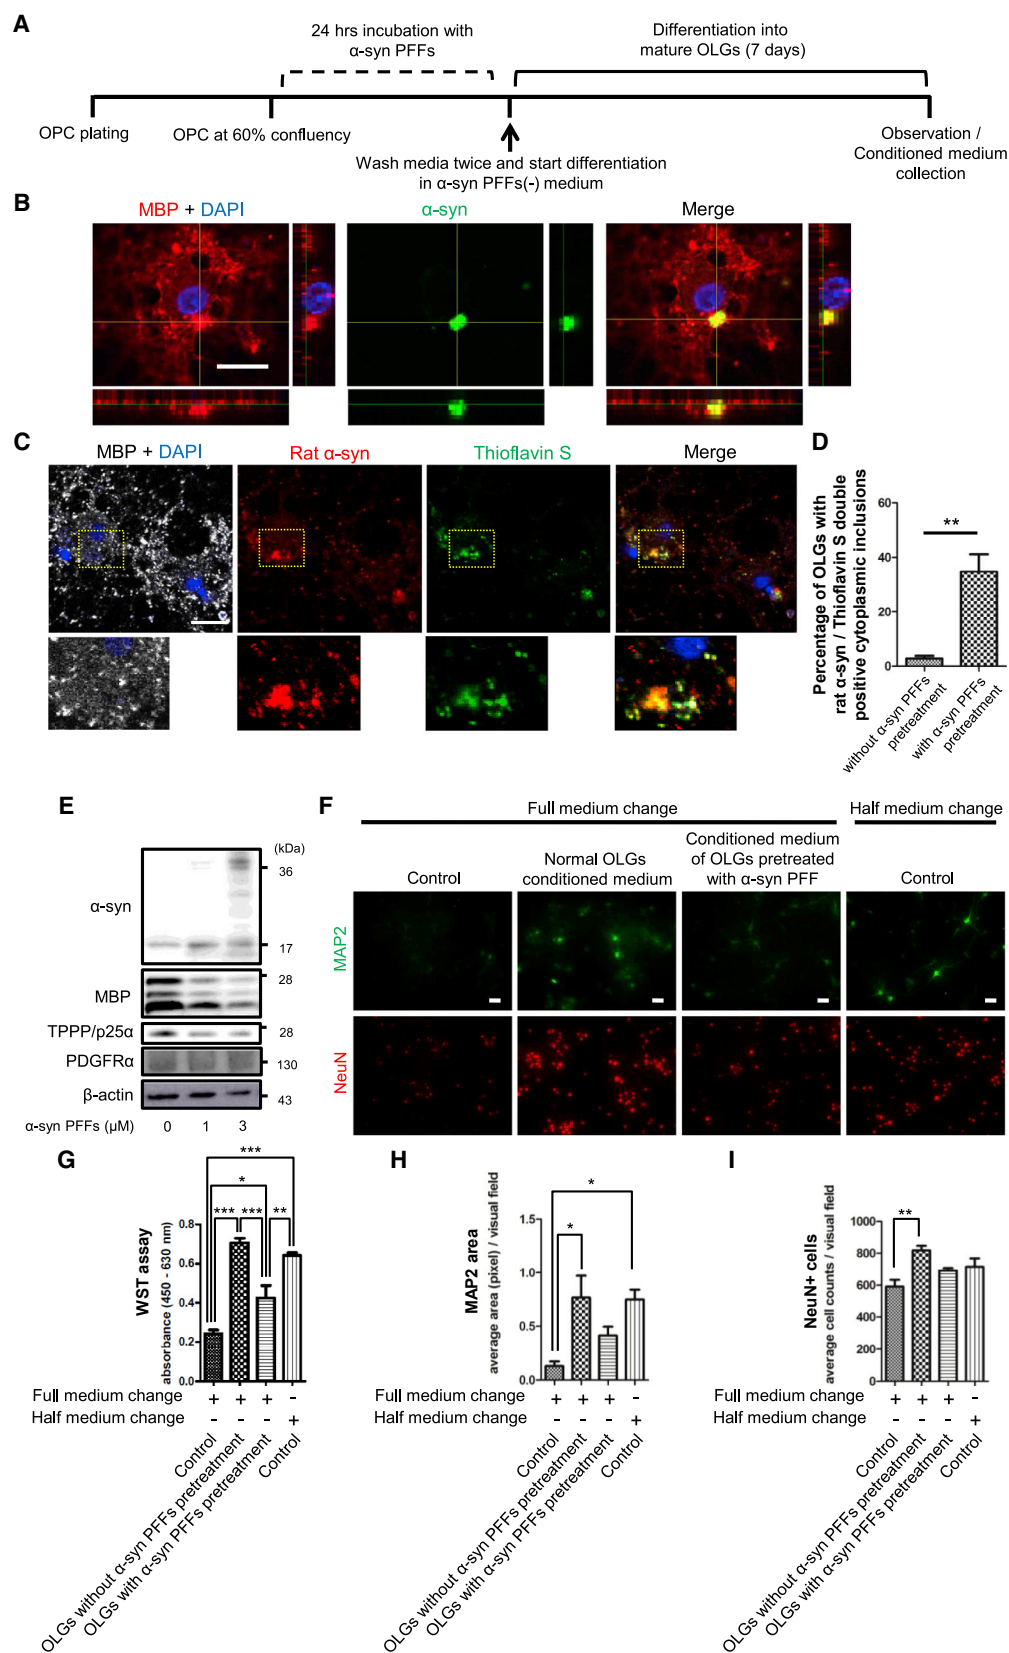 A
24 hrs incubation with
α-syn PFFs
Differentiation into
mature OLGs (7 days)
OPC plating
OPC at 60% confluency
Wash media twice and start differentiation
in α-syn PFFs(-) medium
Observation /
Conditioned medium
collection
B
MBP + DAPI
α-syn
Merge
C
MBP + DAPI
Rat α-syn
Thioflavin S
Merge
D
Percentage of OLGs with
rat α-syn / Thioflavin S double
positive cytoplasmic inclusions
60
40
20
0
**
without α-syn PFFs
pretreatment
with α-syn PFFs
pretreatment
E
(kDa)
α-syn
36
17
MBP
28
TPPP/p25α
28
PDGFRα
130
β-actin
43
α-syn PFFs (μM) 0 1 3
F
Full medium change
Half medium change
Control
Normal OLGs
conditioned medium
Conditioned medium
of OLGs pretreated
with α-syn PFF
Control
MAP2
NeuN
G
WST assay
absorbance (450 - 630 nm)
0.8
0.6
0.4
0.2
0.0
***
*
*** *** **
Full medium change + + + -
Half medium change - - - +
Control
OLGs without α-syn PFFs pretreatment
OLGs with α-syn PFFs pretreatment
Control
H
MAP2 area
average area (pixel) / visual field
1.5
1.0
0.5
0.0
*
*
Full medium change + + + -
Half medium change - - - +
Control
OLGs without α-syn PFFs pretreatment
OLGs with α-syn PFFs pretreatment
Control
I
NeuN+ cells
average cell counts / visual field
1000
800
600
400
200
0
**
Full medium change + + + -
Half medium change - - - +
Control
OLGs without α-syn PFFs pretreatment
OLGs with α-syn PFFs pretreatment
Control